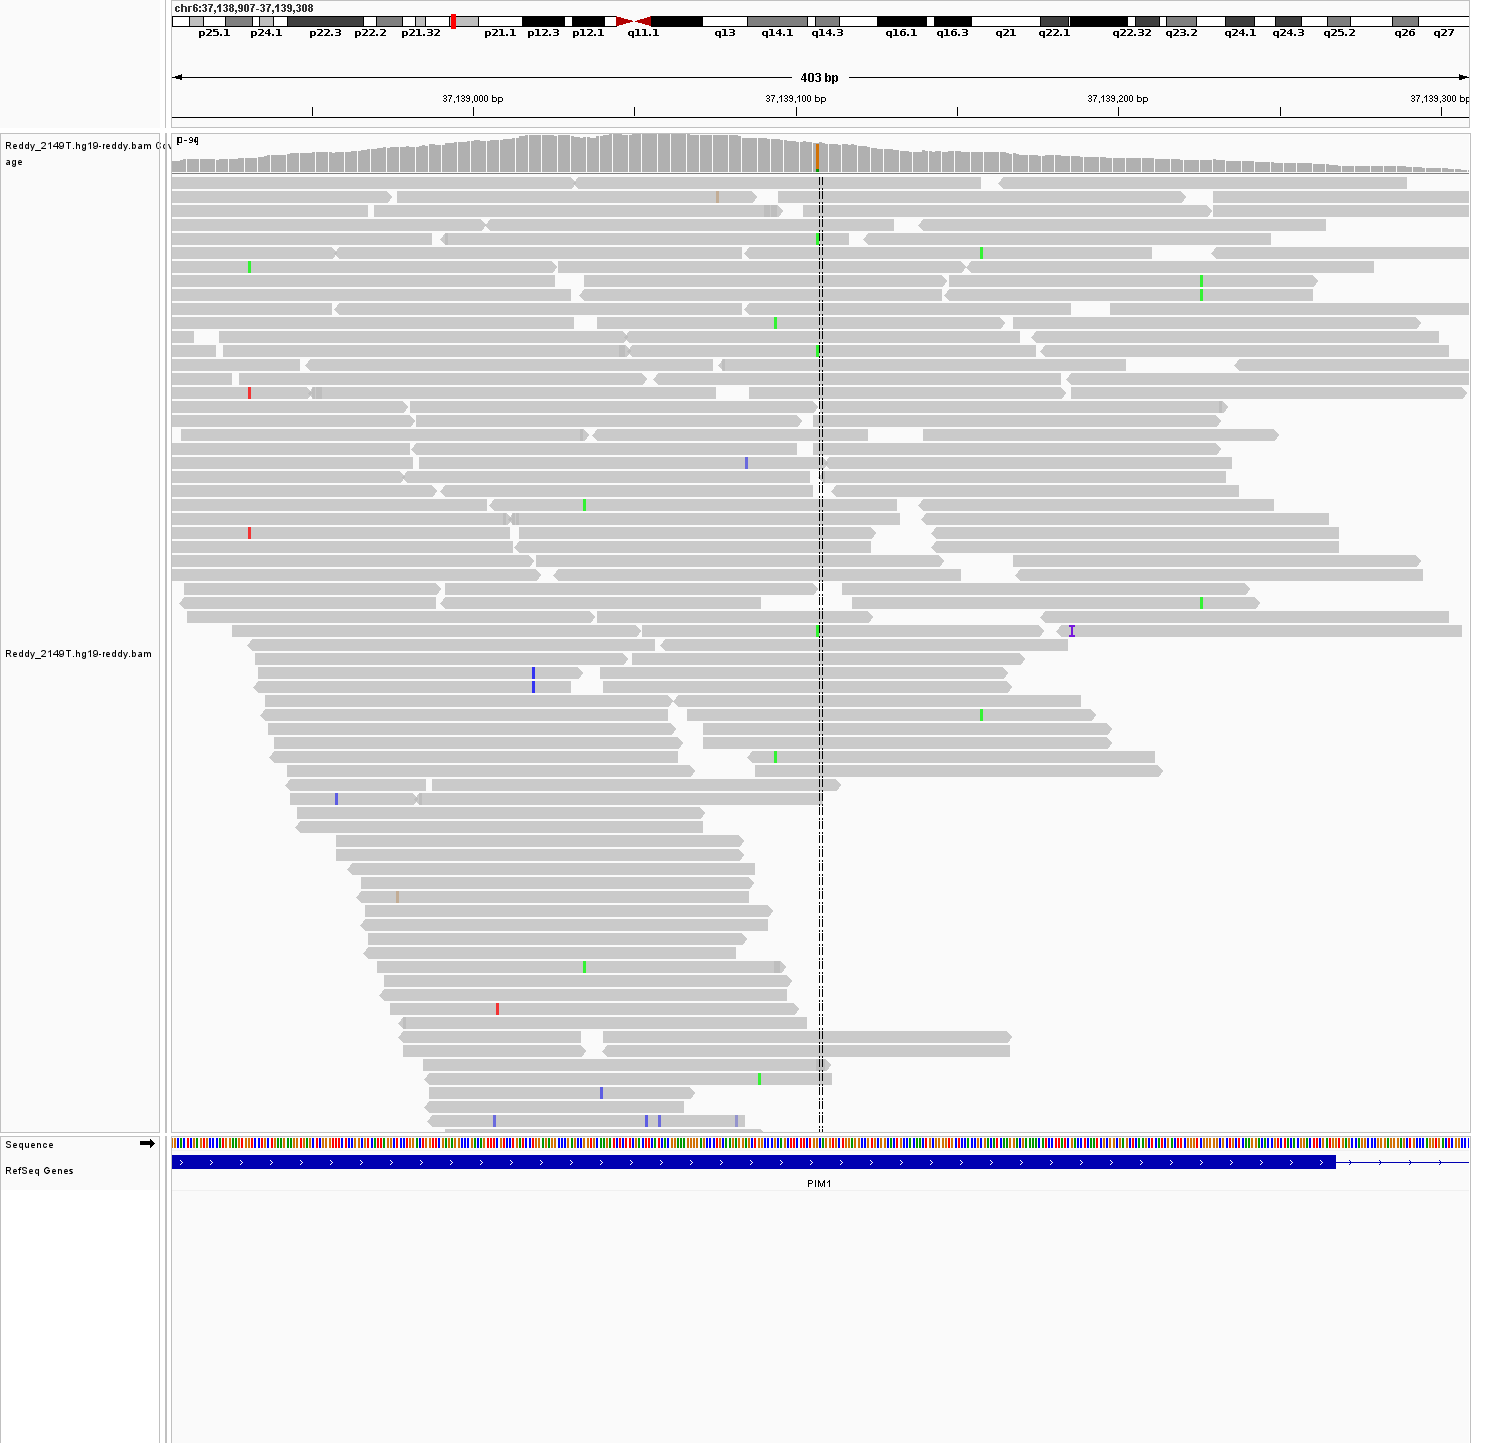 chr6:37,138,907-37,139,308
p25.1 p24.1 p22.3 p22.2 p21.32 p21.1 p12.3 p12.1 q11.1 q13 q14.1 q14.3 q16.1 q16.3 q21 q22.1 q22.32 q23.2 q24.1 q24.3 q25.2 q26 q27
403 bp
37,139,000 bp 37,139,100 bp 37,139,200 bp 37,139,300 bp
[0-94]
Reddy_2149T.hg19-reddy.bam Cov
age
Reddy_2149T.hg19-reddy.bam
Sequence
RefSeq Genes
PIM1